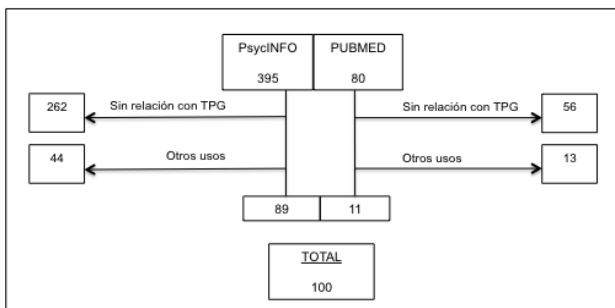 PsycINFO PUBMED
395 80
262 Sin relación con TPG Sin relación con TPG 56
44 Otros usos Otros usos 13
89 11
TOTAL
100